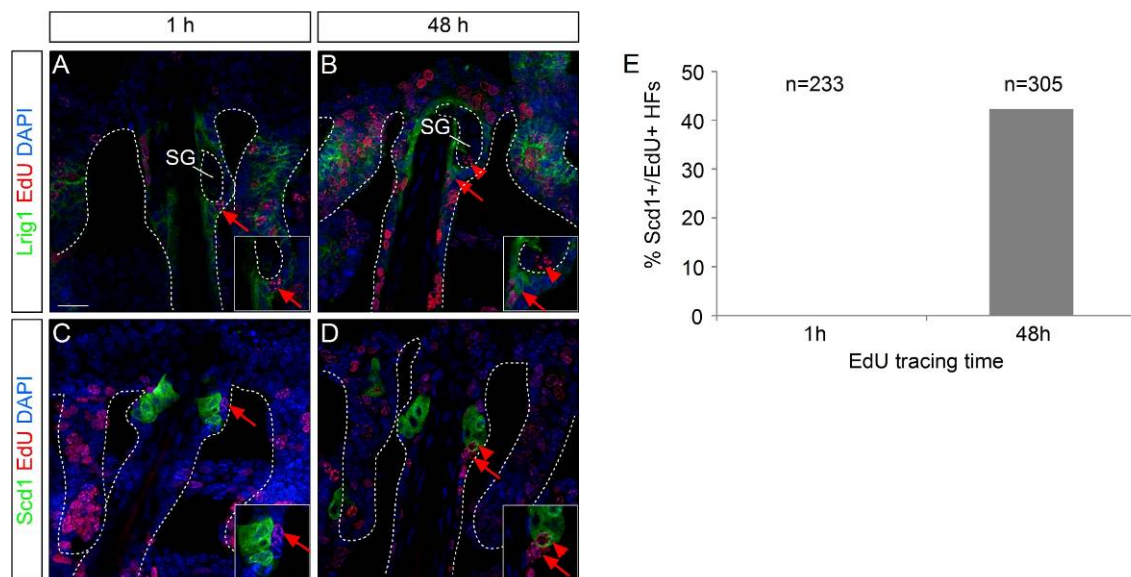 1 h
48 h
Lrig1 EdU DAPI
A
SG
B
SG
Scd1 EdU DAPI
C
D
E
% Scd1+/EdU+ HFs
50
40
30
20
10
0
n=233
n=305
1h
48h
EdU tracing time